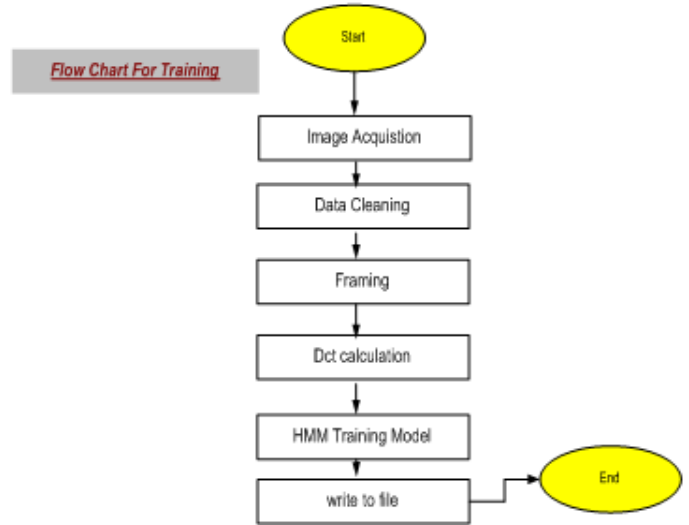 Start
Flow Chart For Training
Image Acquistion
Data Cleaning
Framing
Dct calculation
HMM Training Model
End
write to file